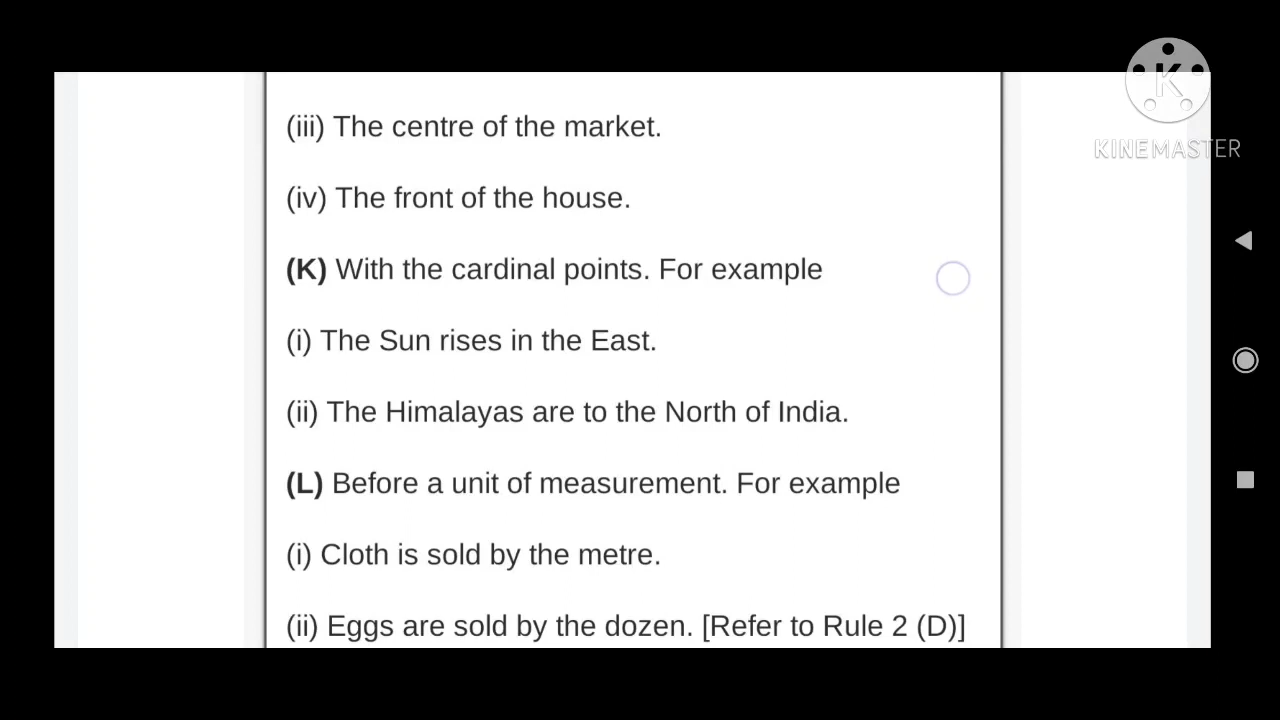 KINEMASTER
(iii) The centre of the market.
(iv) The front of the house.
(K) With the cardinal points. For example
(i) The Sun rises in the East.
(ii) The Himalayas are to the North of India.
(L) Before a unit of measurement. For example
(i) Cloth is sold by the metre.
(ii) Eggs are sold by the dozen. [Refer to Rule 2 (D)]